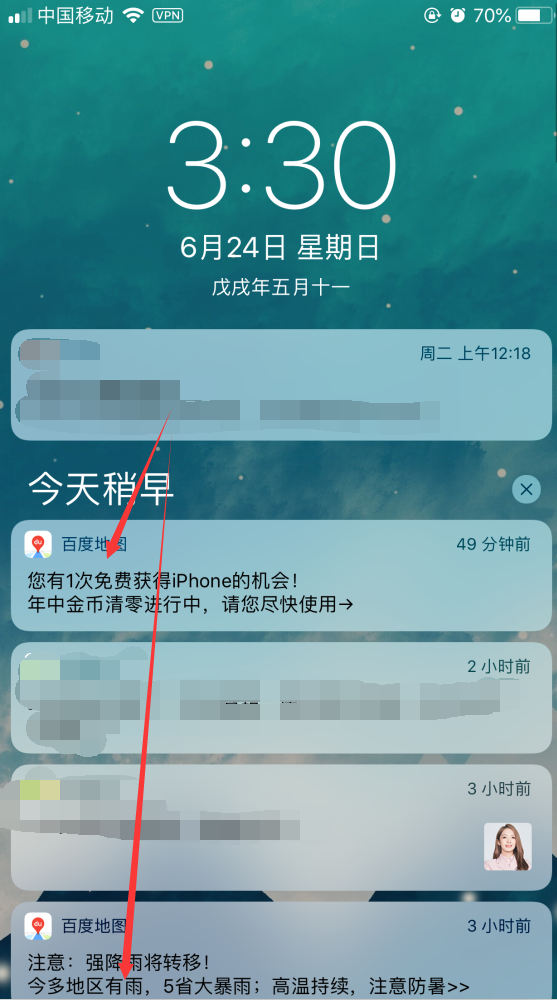 中国移动 VPN 70%
3:30
6月24日 星期日
戊戌年五月十一
周二 上午12:18
今天稍早
百度地图 49 分钟前
您有1次免费获得iPhone的机会！
年中金币清零进行中，请您尽快使用→
2 小时前
3 小时前
百度地图 3 小时前
注意：强降雨将转移！
今多地区有雨，5省大暴雨；高温持续，注意防暑>>